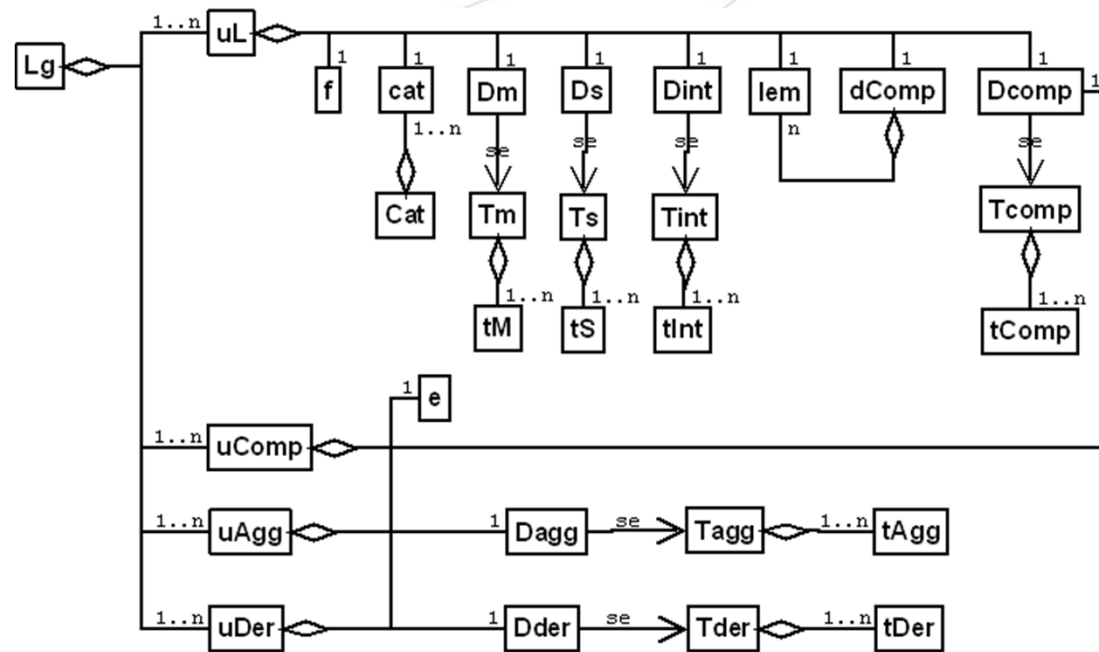 1..n uL
Lg
1 1 1 1 1 1 1 1
f cat Dm Ds Dint lem dComp Dcomp 1
1..n se se se n se
Cat Tm Ts Tint Tcomp
1..n 1..n 1..n 1..n
tM tS tInt tComp
1 e
1..n uComp
1..n uAgg 1 Dagg se Tagg 1..n tAgg
1..n uDer 1 Dder se Tder 1..n tDer